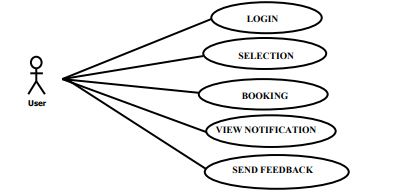 LOGIN
SELECTION
User
BOOKING
VIEW NOTIFICATION
SEND FEEDBACK